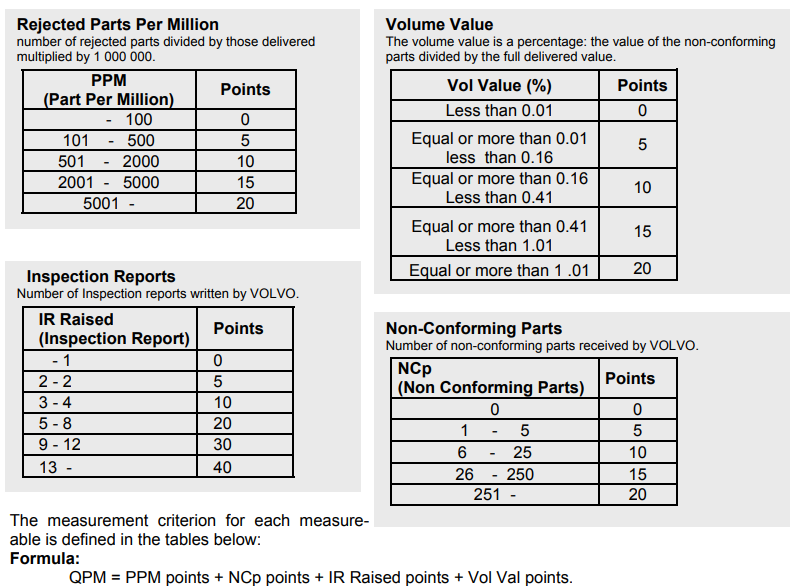 Rejected Parts Per Million
number of rejected parts divided by those delivered
multiplied by 1 000 000.
PPM
(Part Per Million)
Points
- 100
0
101 - 500
5
501 - 2000
10
2001 - 5000
15
5001 -
20
Inspection Reports
Number of Inspection reports written by VOLVO.
IR Raised
(Inspection Report)
Points
- 1
0
2 - 2
5
3 - 4
10
5 - 8
20
9 - 12
30
13 -
40
Volume Value
The volume value is a percentage: the value of the non-conforming
parts divided by the full delivered value.
Vol Value (%)
Points
Less than 0.01
0
Equal or more than 0.01
less than 0.16
5
Equal or more than 0.16
Less than 0.41
10
Equal or more than 0.41
Less than 1.01
15
Equal or more than 1 .01
20
Non-Conforming Parts
Number of non-conforming parts received by VOLVO.
NCp
(Non Conforming Parts)
Points
0
0
1 - 5
5
6 - 25
10
26 - 250
15
251 -
20
The measurement criterion for each measure-
able is defined in the tables below:
Formula:
QPM = PPM points + NCp points + IR Raised points + Vol Val points.